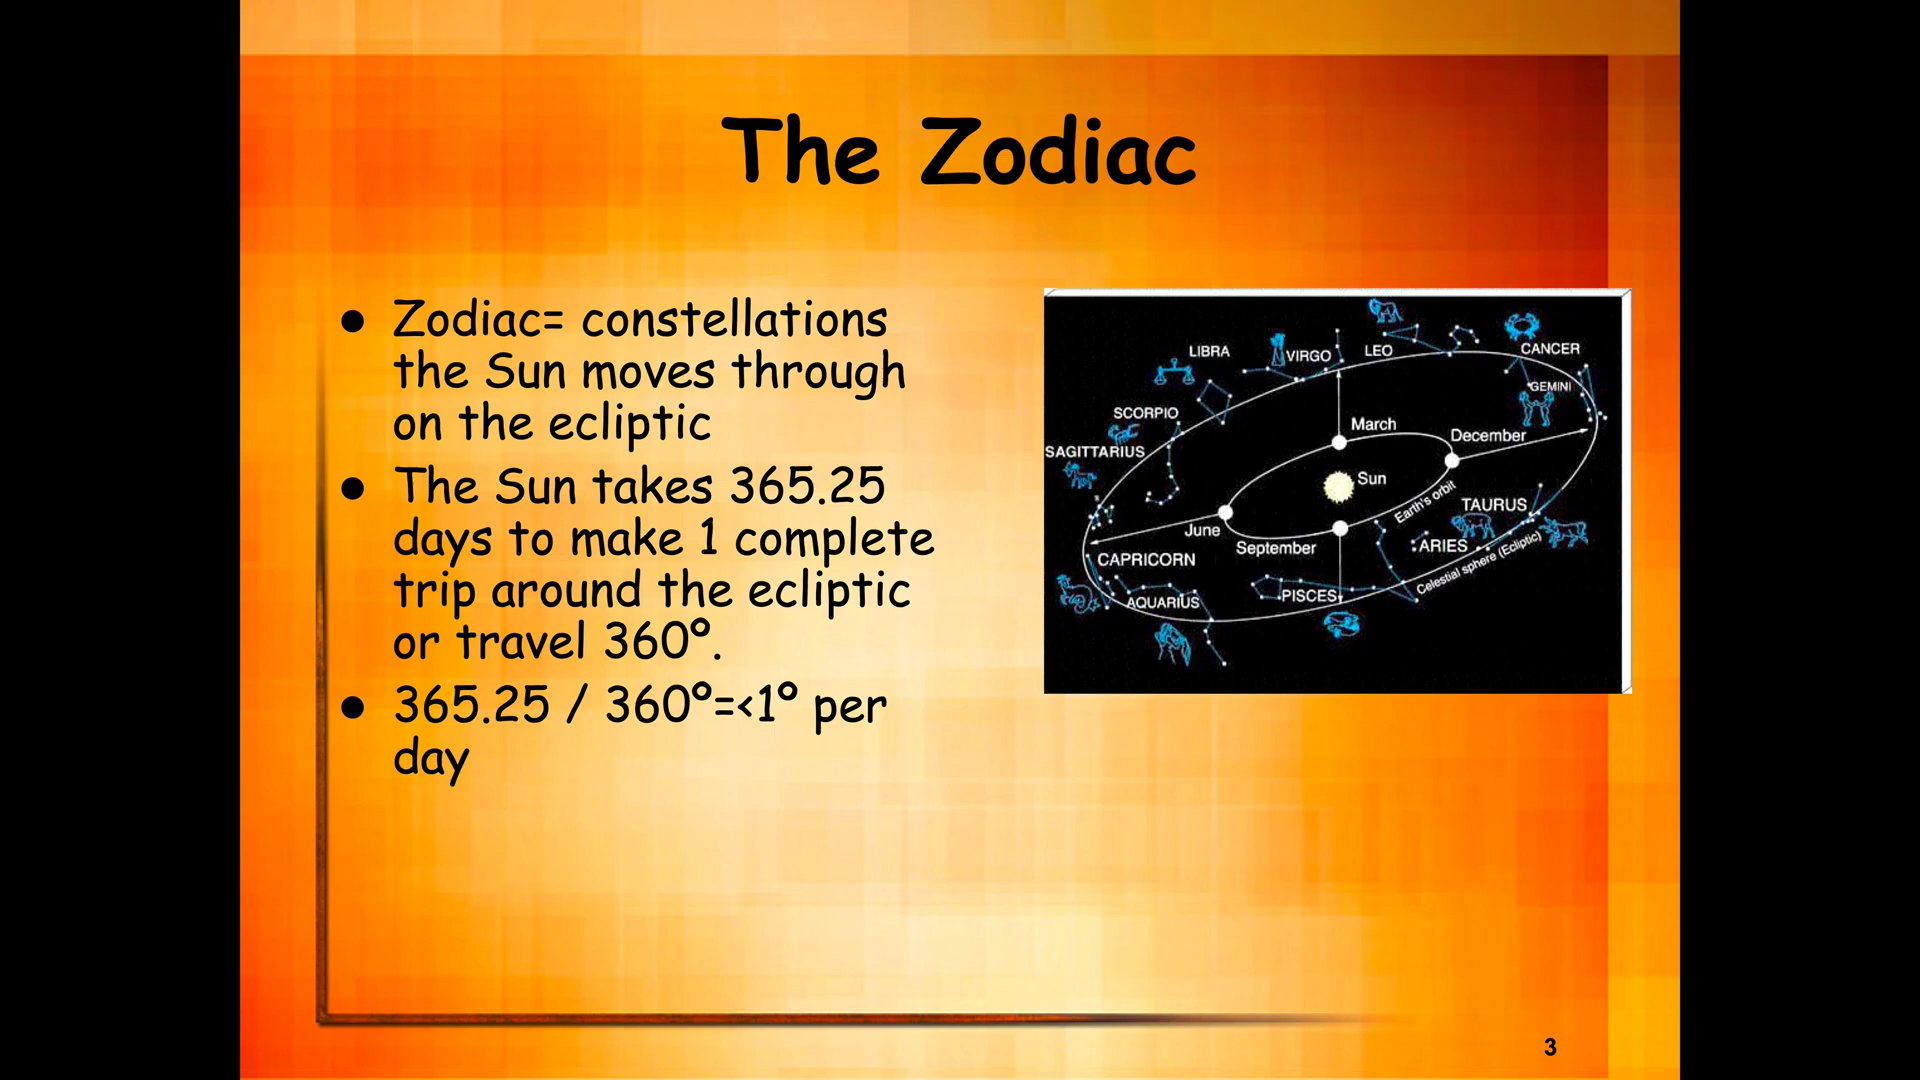 The Zodiac
● Zodiac= constellations
the Sun moves through
on the ecliptic
● The Sun takes 365.25
days to make 1 complete
trip around the ecliptic
or travel 360º.
● 365.25 / 360º=<1º per
day
LIBRA
VIRGO
LEO
CANCER
GEMINI
SCORPIO
March
December
SAGITTARIUS
Sun
Earth's orbit
TAURUS
June
September
ARIES
Celestial sphere (Ecliptic)
CAPRICORN
AQUARIUS
PISCES
3